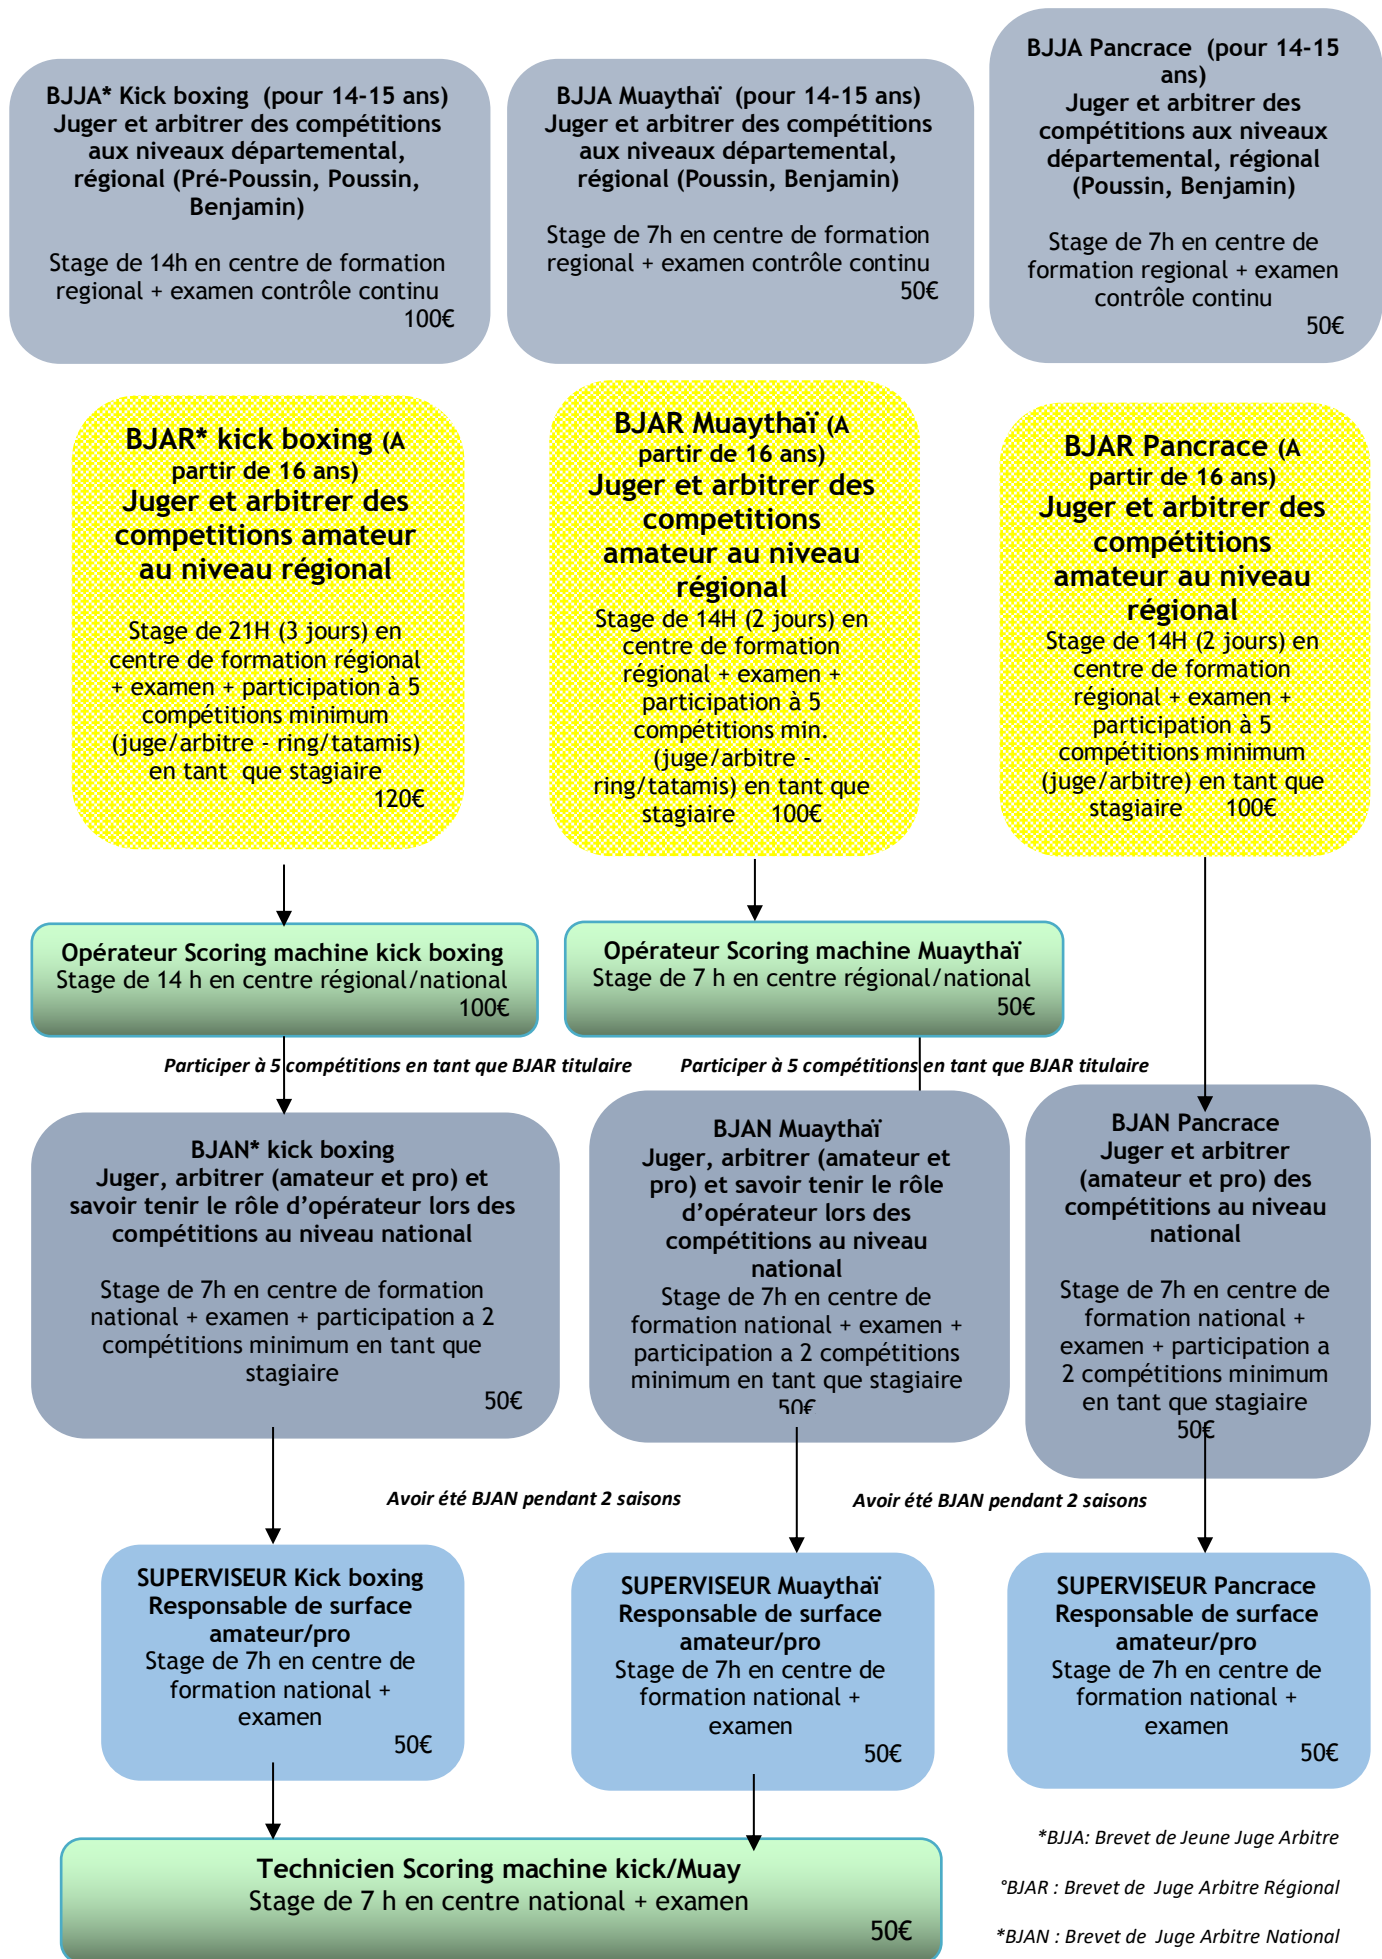 BJJA* Kick boxing (pour 14-15 ans)
Juger et arbitrer des compétitions
aux niveaux départemental,
régional (Pré-Poussin, Poussin,
Benjamin)
Stage de 14h en centre de formation
regional + examen contrôle continu
100€
BJJA Muaythaï (pour 14-15 ans)
Juger et arbitrer des compétitions
aux niveaux départemental,
régional (Poussin, Benjamin)
Stage de 7h en centre de formation
regional + examen contrôle continu
50€
BJJA Pancrace (pour 14-15
ans)
Juger et arbitrer des
compétitions aux niveaux
départemental, régional
(Poussin, Benjamin)
Stage de 7h en centre de
formation regional + examen
contrôle continu
50€
BJAR* kick boxing (A
partir de 16 ans)
Juger et arbitrer des
competitions amateur
au niveau régional
Stage de 21H (3 jours) en
centre de formation régional
+ examen + participation à 5
compétitions minimum
(juge/arbitre - ring/tatamis)
en tant que stagiaire
120€
BJAR Muaythaï (A
partir de 16 ans)
Juger et arbitrer des
competitions
amateur au niveau
régional
Stage de 14H (2 jours) en
centre de formation
régional + examen +
participation à 5
compétitions min.
(juge/arbitre -
ring/tatamis) en tant que
stagiaire 100€
BJAR Pancrace (A
partir de 16 ans)
Juger et arbitrer des
compétitions
amateur au niveau
régional
Stage de 14H (2 jours) en
centre de formation
régional + examen +
participation à 5
compétitions minimum
(juge/arbitre) en tant que
stagiaire 100€
Opérateur Scoring machine kick boxing
Stage de 14 h en centre régional/national
100€
Opérateur Scoring machine Muaythaï
Stage de 7 h en centre régional/national
50€
Participer à 5 compétitions en tant que BJAR titulaire
Participer à 5 compétitions en tant que BJAR titulaire
BJAN* kick boxing
Juger, arbitrer (amateur et pro) et
savoir tenir le rôle d’opérateur lors des
compétitions au niveau national
Stage de 7h en centre de formation
national + examen + participation a 2
compétitions minimum en tant que
stagiaire
50€
BJAN Muaythaï
Juger, arbitrer (amateur et
pro) et savoir tenir le rôle
d’opérateur lors des
compétitions au niveau
national
Stage de 7h en centre de
formation national + examen +
participation a 2 compétitions
minimum en tant que stagiaire
50€
BJAN Pancrace
Juger et arbitrer
(amateur et pro) des
compétitions au niveau
national
Stage de 7h en centre de
formation national +
examen + participation a
2 compétitions minimum
en tant que stagiaire
50€
Avoir été BJAN pendant 2 saisons
Avoir été BJAN pendant 2 saisons
SUPERVISEUR Kick boxing
Responsable de surface
amateur/pro
Stage de 7h en centre de
formation national +
examen
50€
SUPERVISEUR Muaythaï
Responsable de surface
amateur/pro
Stage de 7h en centre de
formation national +
examen
50€
SUPERVISEUR Pancrace
Responsable de surface
amateur/pro
Stage de 7h en centre de
formation national +
examen
50€
Technicien Scoring machine kick/Muay
Stage de 7 h en centre national + examen
50€
*BJJA: Brevet de Jeune Juge Arbitre
°BJAR : Brevet de Juge Arbitre Régional
*BJAN : Brevet de Juge Arbitre National